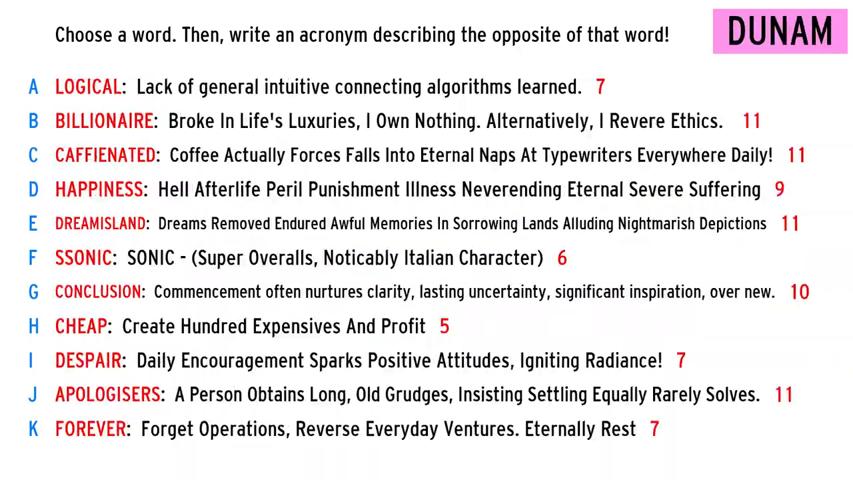 Choose a word. Then, write an acronym describing the opposite of that word!
DUNAM
A LOGICAL: Lack of general intuitive connecting algorithms learned. 7
B BILLIONAIRE: Broke In Life's Luxuries, I Own Nothing. Alternatively, I Revere Ethics. 11
C CAFFIENATED: Coffee Actually Forces Falls Into Eternal Naps At Typewriters Everywhere Daily! 11
D HAPPINESS: Hell Afterlife Peril Punishment Illness Neverending Eternal Severe Suffering 9
E DREAMISLAND: Dreams Removed Endured Awful Memories In Sorrowing Lands Alluding Nightmarish Depictions 11
F SSONIC: SONIC - (Super Overalls, Noticably Italian Character) 6
G CONCLUSION: Commencement often nurtures clarity, lasting uncertainty, significant inspiration, over new. 10
H CHEAP: Create Hundred Expensives And Profit 5
I DESPAIR: Daily Encouragement Sparks Positive Attitudes, Igniting Radiance! 7
J APOLOGISERS: A Person Obtains Long, Old Grudges, Insisting Settling Equally Rarely Solves. 11
K FOREVER: Forget Operations, Reverse Everyday Ventures. Eternally Rest 7